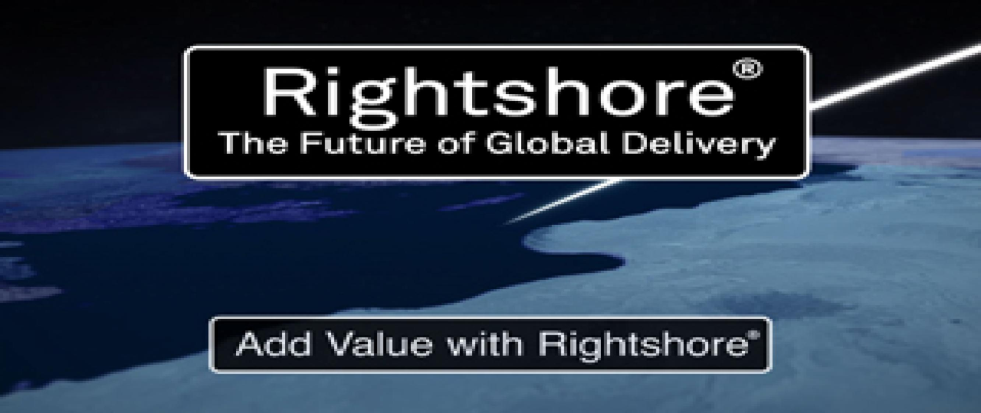 Rightshore®
The Future of Global Delivery
Add Value with Rightshore®